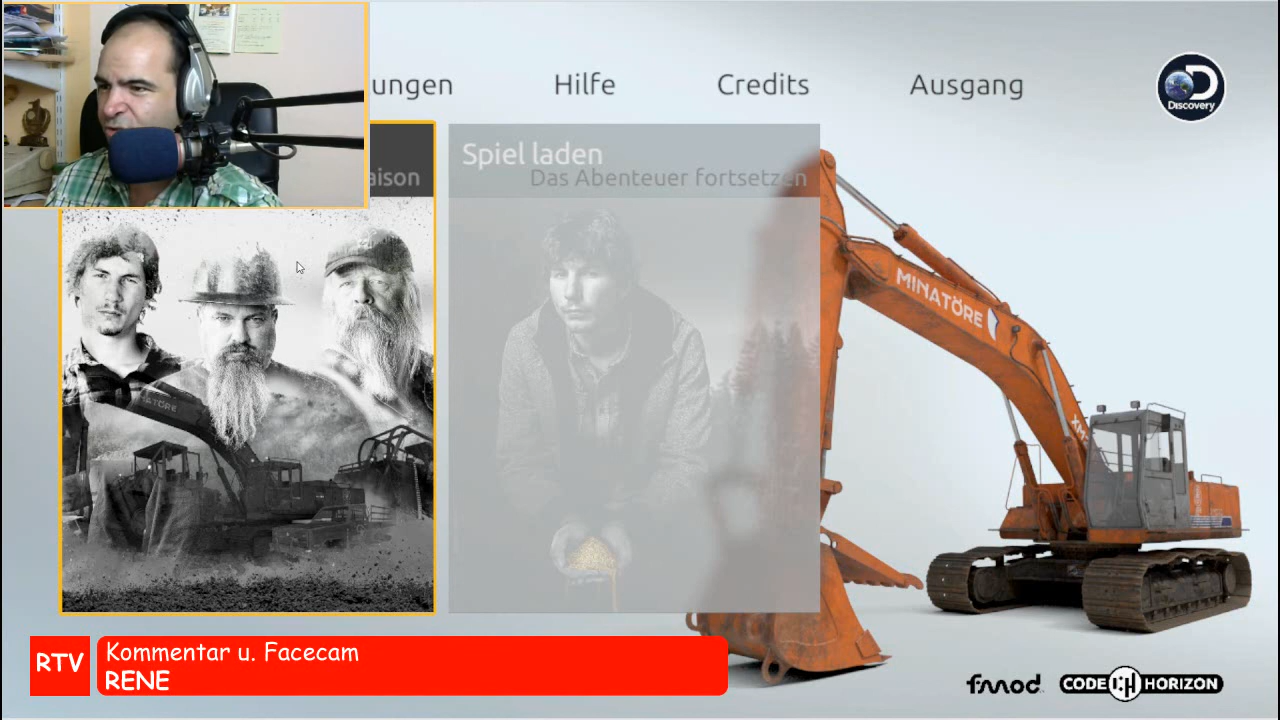 ungen
Hilfe
Credits
Ausgang
Discovery
aison
Spiel laden
Das Abenteuer fortsetzen
MINATÖRE
RTV
Kommentar u. Facecam
RENE
fmod
CODE HORIZON